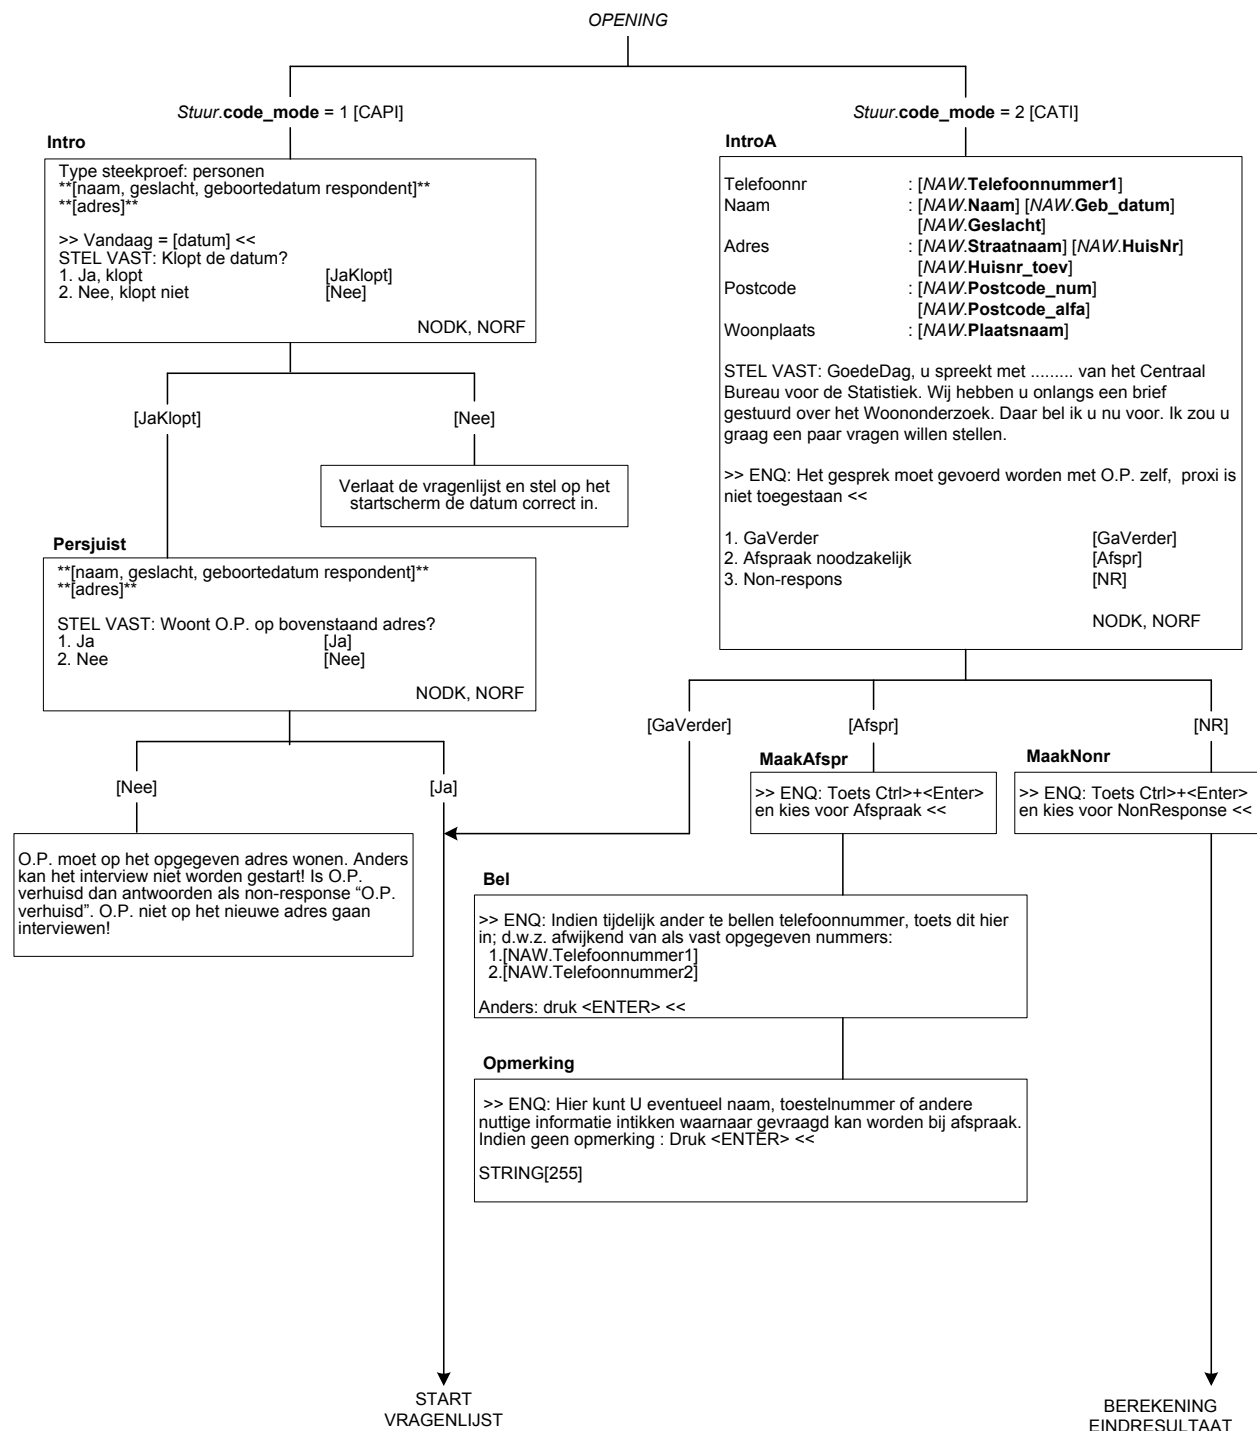 OPENING
Stuur.code_mode = 1 [CAPI]
Intro
Type steekproef: personen
**[naam, geslacht, geboortedatum respondent]**
**[adres]**
>> Vandaag = [datum] <<
STEL VAST: Klopt de datum?
1. Ja, klopt [JaKlopt]
2. Nee, klopt niet [Nee]
NODK, NORF
[JaKlopt]
[Nee]
Verlaat de vragenlijst en stel op het
startscherm de datum correct in.
Persjuist
**[naam, geslacht, geboortedatum respondent]**
**[adres]**
STEL VAST: Woont O.P. op bovenstaand adres?
1. Ja [Ja]
2. Nee [Nee]
NODK, NORF
[Nee]
[Ja]
O.P. moet op het opgegeven adres wonen. Anders
kan het interview niet worden gestart! Is O.P.
verhuisd dan antwoorden als non-response “O.P.
verhuisd”. O.P. niet op het nieuwe adres gaan
interviewen!
Stuur.code_mode = 2 [CATI]
IntroA
Telefoonnr : [NAW.Telefoonnummer1]
Naam : [NAW.Naam] [NAW.Geb_datum]
[NAW.Geslacht]
Adres : [NAW.Straatnaam] [NAW.HuisNr]
[NAW.Huisnr_toev]
Postcode : [NAW.Postcode_num]
[NAW.Postcode_alfa]
Woonplaats : [NAW.Plaatsnaam]
STEL VAST: GoedeDag, u spreekt met ......... van het Centraal
Bureau voor de Statistiek. Wij hebben u onlangs een brief
gestuurd over het Woononderzoek. Daar bel ik u nu voor. Ik zou u
graag een paar vragen willen stellen.
>> ENQ: Het gesprek moet gevoerd worden met O.P. zelf, proxi is
niet toegestaan <<
1. GaVerder [GaVerder]
2. Afspraak noodzakelijk [Afspr]
3. Non-respons [NR]
NODK, NORF
[GaVerder]
[Afspr]
[NR]
MaakAfspr
>> ENQ: Toets Ctrl>+<Enter>
en kies voor Afspraak <<
MaakNonr
>> ENQ: Toets Ctrl>+<Enter>
en kies voor NonResponse <<
Bel
>> ENQ: Indien tijdelijk ander te bellen telefoonnummer, toets dit hier
in; d.w.z. afwijkend van als vast opgegeven nummers:
1.[NAW.Telefoonnummer1]
2.[NAW.Telefoonnummer2]
Anders: druk <ENTER> <<
Opmerking
>> ENQ: Hier kunt U eventueel naam, toestelnummer of andere
nuttige informatie intikken waarnaar gevraagd kan worden bij afspraak.
Indien geen opmerking : Druk <ENTER> <<
STRING[255]
START
VRAGENLIJST
BEREKENING
EINDRESULTAAT